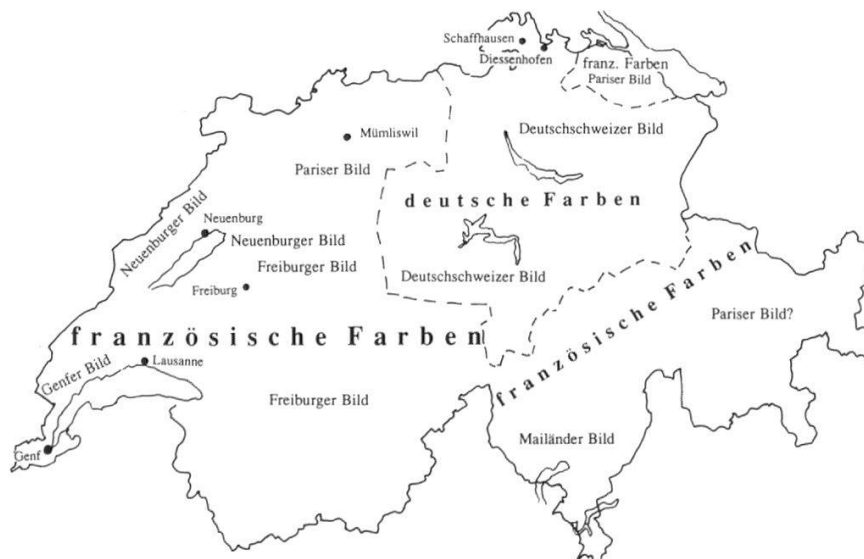 Schaffhausen
Diessenhofen
franz. Farben
Pariser Bild
Mümliswil
Deutschschweizer Bild
Pariser Bild
deutsche Farben
Neuenburger Bild
Neuenburg
Neuenburger Bild
Freiburger Bild
Deutschschweizer Bild
Freiburg
französische Farben
französische Farben
Pariser Bild?
Genfer Bild
Lausanne
Freiburger Bild
Mailänder Bild
Genf